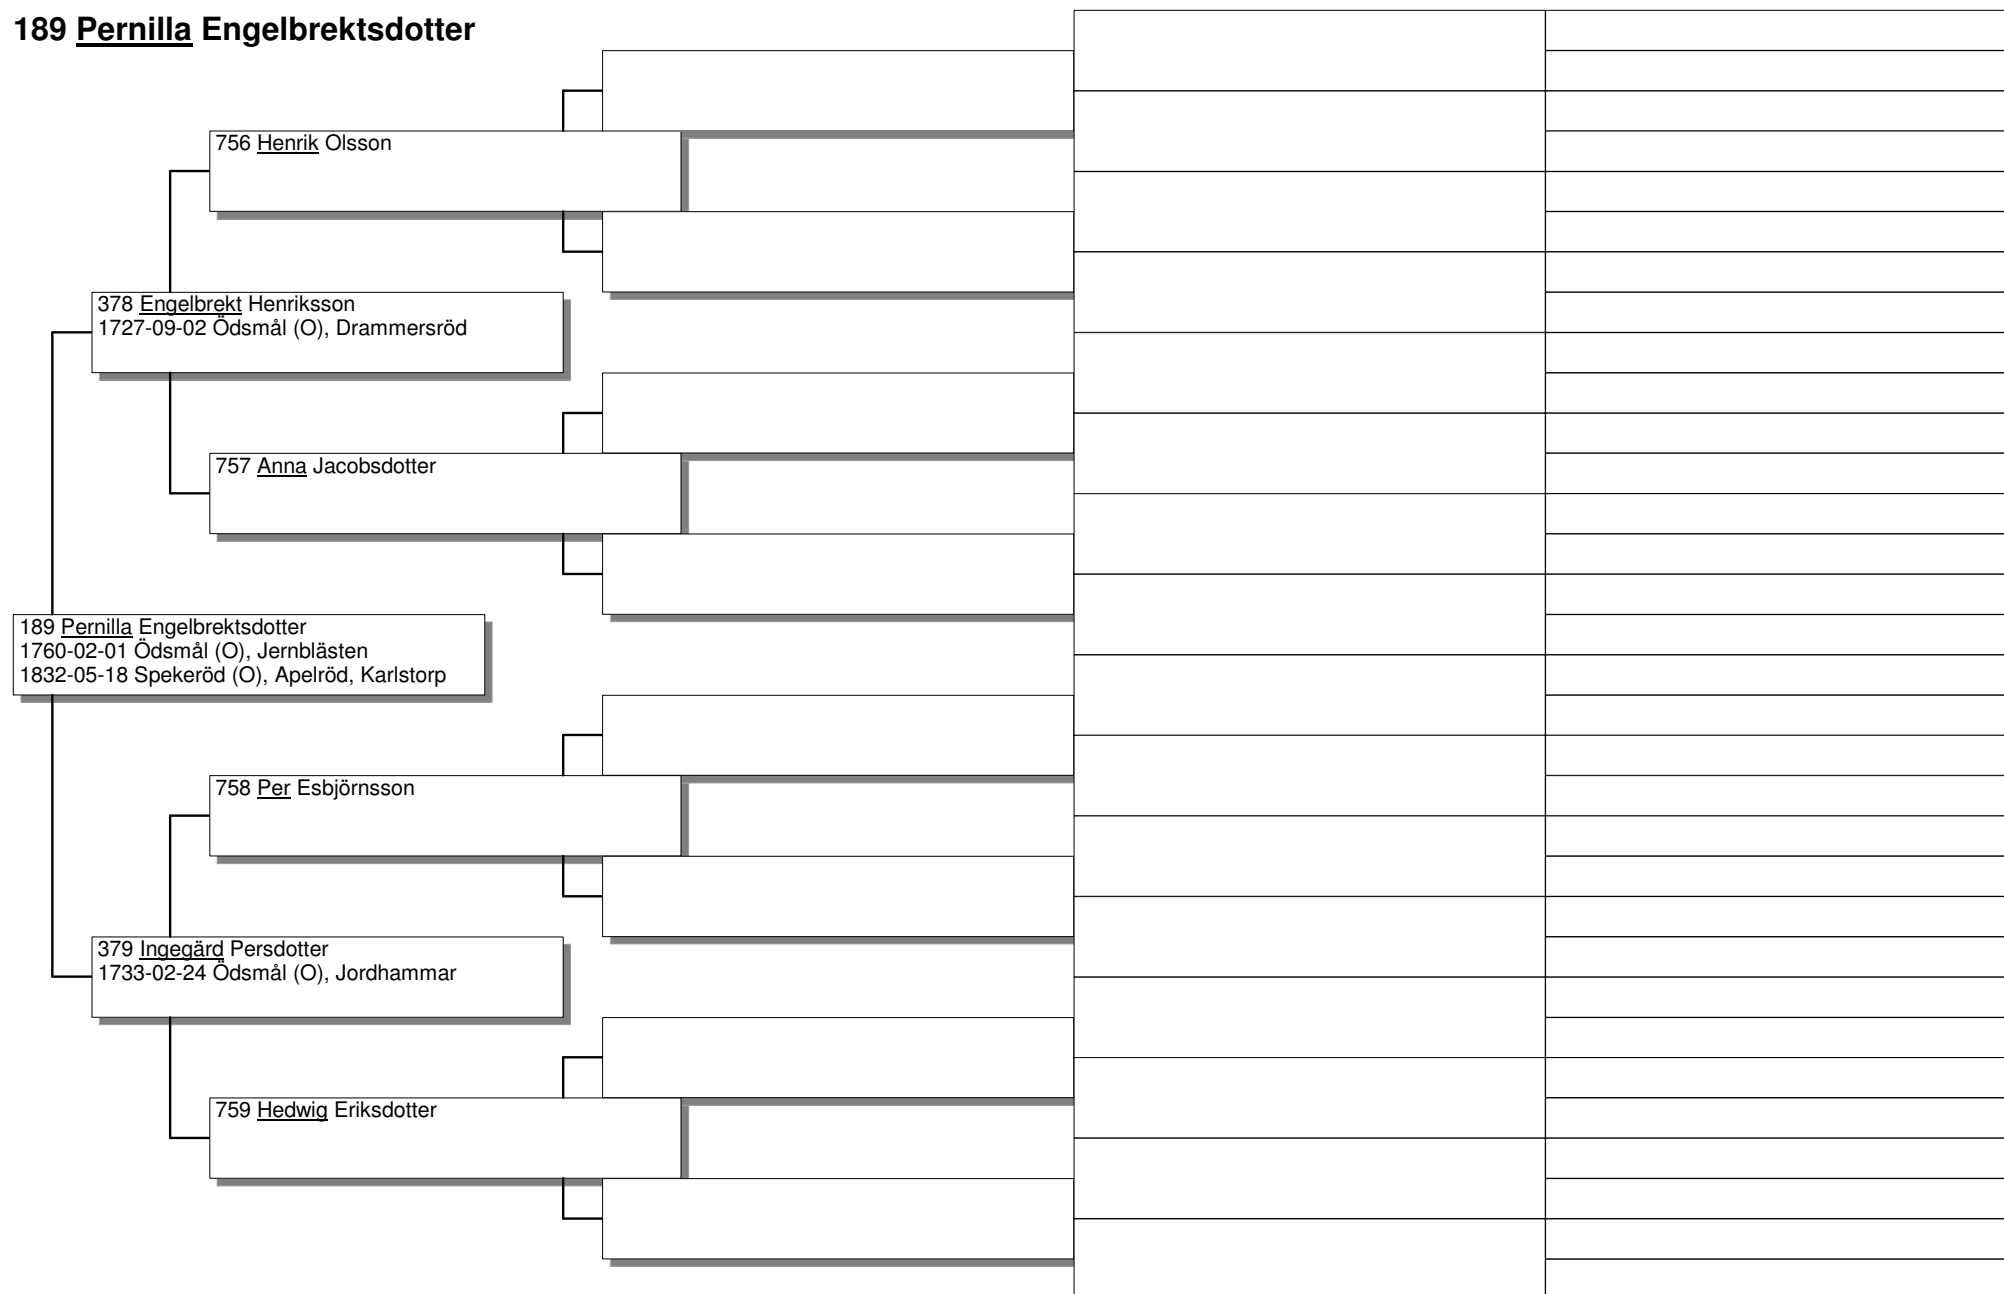 189 Pernilla Engelbrektsdotter
756 Henrik Olsson
378 Engelbrekt Henriksson
1727-09-02 Ödsmål (O), Drammersröd
757 Anna Jacobsdotter
189 Pernilla Engelbrektsdotter
1760-02-01 Ödsmål (O), Jernblästen
1832-05-18 Spekeröd (O), Apelröd, Karlstorp
758 Per Esbjörnsson
379 Ingegärd Persdotter
1733-02-24 Ödsmål (O), Jordhammar
759 Hedwig Eriksdotter